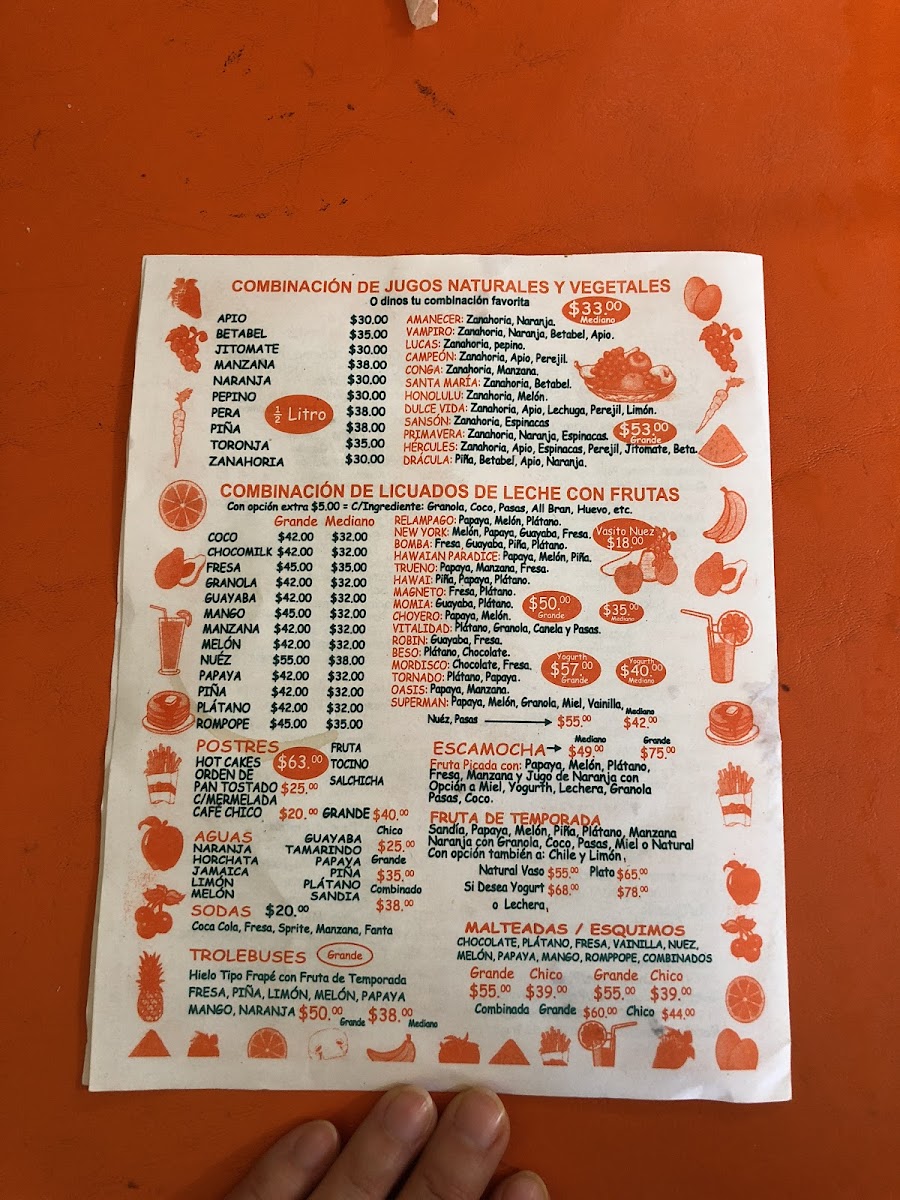 COMBINACIÓN DE JUGOS NATURALES Y VEGETALES
O dinos tu combinación favorita
$33.00
Mediano
APIO $30.00
BETABEL $35.00
JITOMATE $30.00
MANZANA $38.00
NARANJA $30.00
PEPINO $30.00
PERA $38.00
PIÑA $38.00
TORONJA $35.00
ZANAHORIA $30.00
½ Litro
AMANECER: Zanahoria, Naranja.
VAMPIRO: Zanahoria, Naranja, Betabel, Apio.
LUCAS: Zanahoria, pepino.
CAMPEÓN: Zanahoria, Apio, Perejil.
CONGA: Zanahoria, Manzana.
SANTA MARÍA: Zanahoria, Betabel.
HONOLULU: Zanahoria, Melón.
DULCE VIDA: Zanahoria, Apio, Lechuga, Perejil, Limón.
SANSÓN: Zanahoria, Espinacas
PRIMAVERA: Zanahoria, Naranja, Espinacas.
HÉRCULES: Zanahoria, Apio, Espinacas, Perejil, Jitomate, Beta.
DRÁCULA: Piña, Betabel, Apio, Naranja.
$53.00
Grande
COMBINACIÓN DE LICUADOS DE LECHE CON FRUTAS
Con opción extra $5.00 = C/Ingrediente: Granola, Coco, Pasas, All Bran, Huevo, etc.
Grande Mediano
COCO $42.00 $32.00
CHOCOMILK $42.00 $32.00
FRESA $45.00 $35.00
GRANOLA $42.00 $32.00
GUAYABA $42.00 $32.00
MANGO $45.00 $32.00
MANZANA $42.00 $32.00
MELÓN $42.00 $32.00
NUÉZ $55.00 $38.00
PAPAYA $42.00 $32.00
PIÑA $42.00 $32.00
PLÁTANO $42.00 $32.00
ROMPOPE $45.00 $35.00
RELAMPAGO: Papaya, Melón, Plátano.
NEW YORK: Melón, Papaya, Guayaba, Fresa.
BOMBA: Fresa, Guayaba, Piña, Plátano.
HAWAIAN PARADICE: Papaya, Melón, Piña.
TRUENO: Papaya, Manzana, Fresa.
HAWAI: Piña, Papaya, Plátano.
MAGNETO: Fresa, Plátano.
MOMIA: Guayaba, Plátano.
CHOYERO: Papaya, Melón.
VITALIDAD: Plátano, Granola, Canela y Pasas.
ROBIN: Guayaba, Fresa.
BESO: Plátano, Chocolate.
MORDISCO: Chocolate, Fresa.
TORNADO: Plátano, Papaya.
OASIS: Papaya, Manzana.
SUPERMAN: Papaya, Melón, Granola, Miel, Vainilla,
Nuéz, Pasas $55.00 $42.00
Mediano
Vasito Nuez
$18.00
$50.00
Grande
$35.00
Mediano
Yogurth
$57.00
Grande
Yogurth
$40.00
Mediano
POSTRES
HOT CAKES $63.00
FRUTA
TOCINO
SALCHICHA
ORDEN DE
PAN TOSTADO $25.00
C/MERMELADA
CAFÉ CHICO $20.00 GRANDE $40.00
AGUAS
NARANJA
HORCHATA
JAMAICA
LIMÓN
MELÓN
GUAYABA
TAMARINDO
PAPAYA
PIÑA
PLÁTANO
SANDIA
Chico
$25.00
Grande
$35.00
Combinado
$38.00
SODAS $20.00
Coca Cola, Fresa, Sprite, Manzana, Fanta
TROLEBUSES Grande
Hielo Tipo Frapé con Fruta de Temporada
FRESA, PIÑA, LIMÓN, MELÓN, PAPAYA
MANGO, NARANJA $50.00 Grande $38.00 Mediano
ESCAMOCHA
Mediano
$49.00
Grande
$75.00
Fruta Picada con: Papaya, Melón, Plátano,
Fresa, Manzana y Jugo de Naranja con
Opción a Miel, Yogurth, Lechera, Granola
Pasas, Coco.
FRUTA DE TEMPORADA
Sandía, Papaya, Melón, Piña, Plátano, Manzana
Naranja con Granola, Coco, Pasas, Miel o Natural
Con opción también a: Chile y Limón,
Natural Vaso $55.00 Plato $65.00
Si Desea Yogurt $68.00 $78.00
o Lechera,
MALTEADAS / ESQUIMOS
CHOCOLATE, PLÁTANO, FRESA, VAINILLA, NUEZ,
MELÓN, PAPAYA, MANGO, ROMPPOPE, COMBINADOS
Grande Chico Grande Chico
$55.00 $39.00 $55.00 $39.00
Combinada Grande $60.00 Chico $44.00